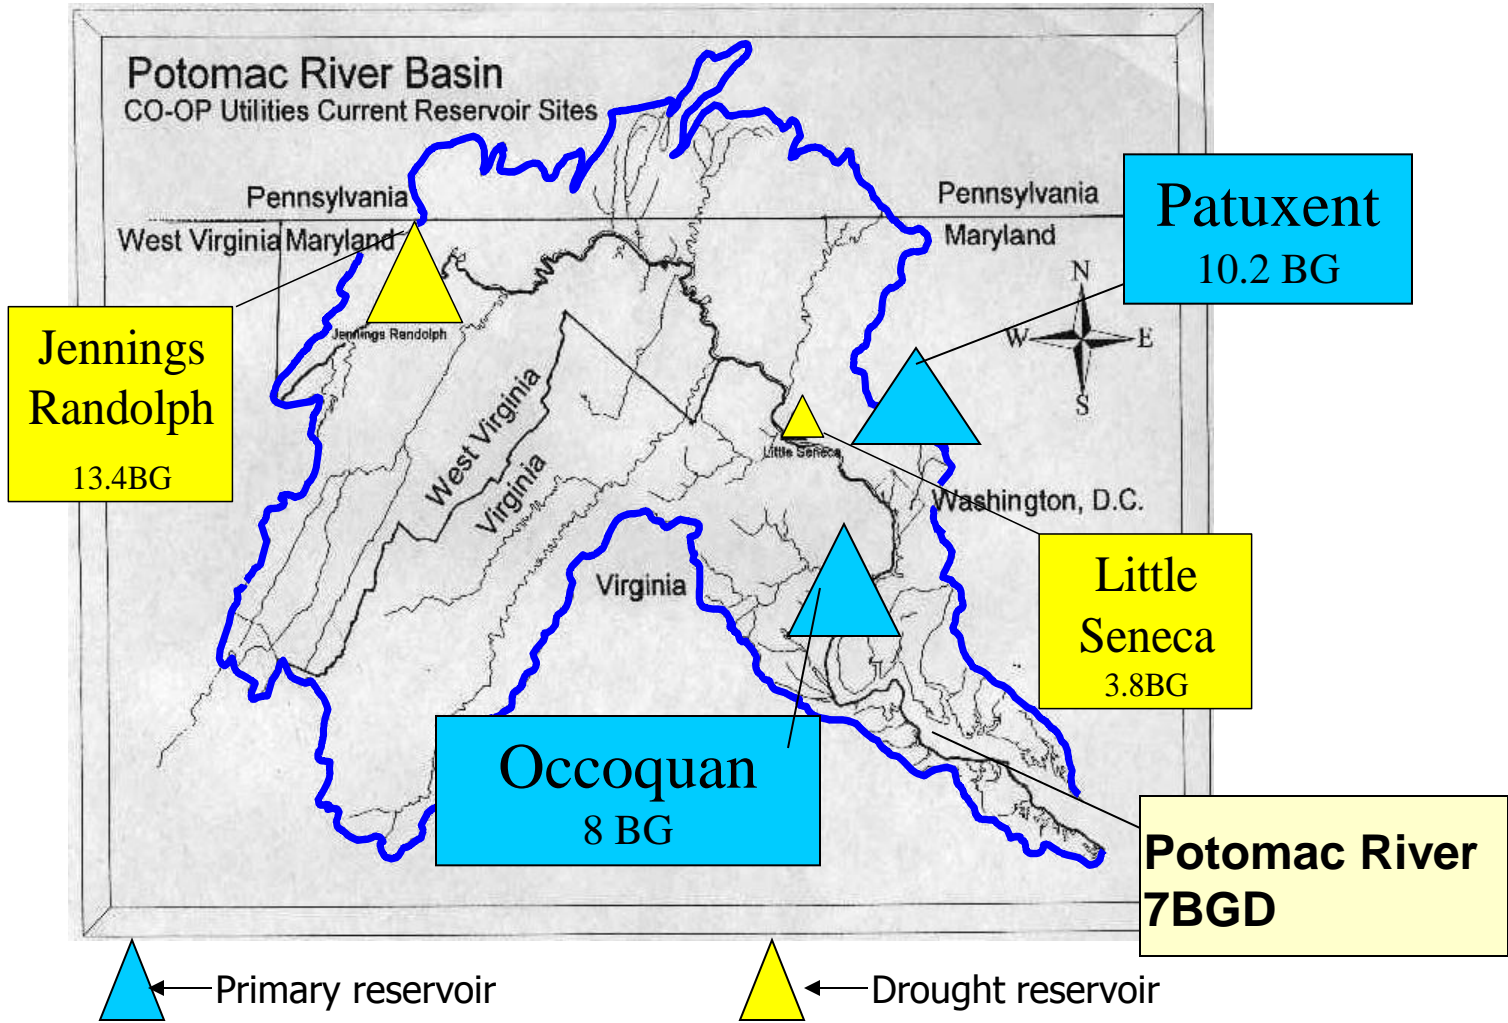 Potomac River Basin
CO-OP Utilities Current Reservoir Sites
Pennsylvania
Pennsylvania
West Virginia
Maryland
Maryland
Patuxent
10.2 BG
N
W
E
S
Jennings
Randolph
13.4BG
Jennings Randolph
West Virginia
Virginia
Little Seneca
Washington, D.C.
Virginia
Little
Seneca
3.8BG
Occoquan
8 BG
Potomac River
7BGD
Primary reservoir
Drought reservoir